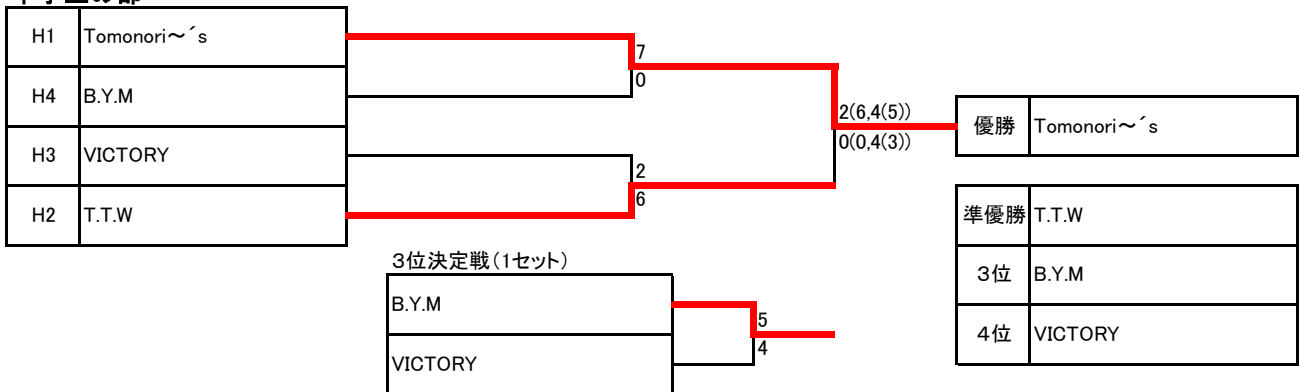 H1 Tomonori～´s
7
0
H4 B.Y.M
2(6,4(5))
0(0,4(3))
優勝 Tomonori～´s
H3 VICTORY
2
6
H2 T.T.W
準優勝 T.T.W
3位決定戦(1セット)
3位 B.Y.M
B.Y.M
5
4
4位 VICTORY
VICTORY